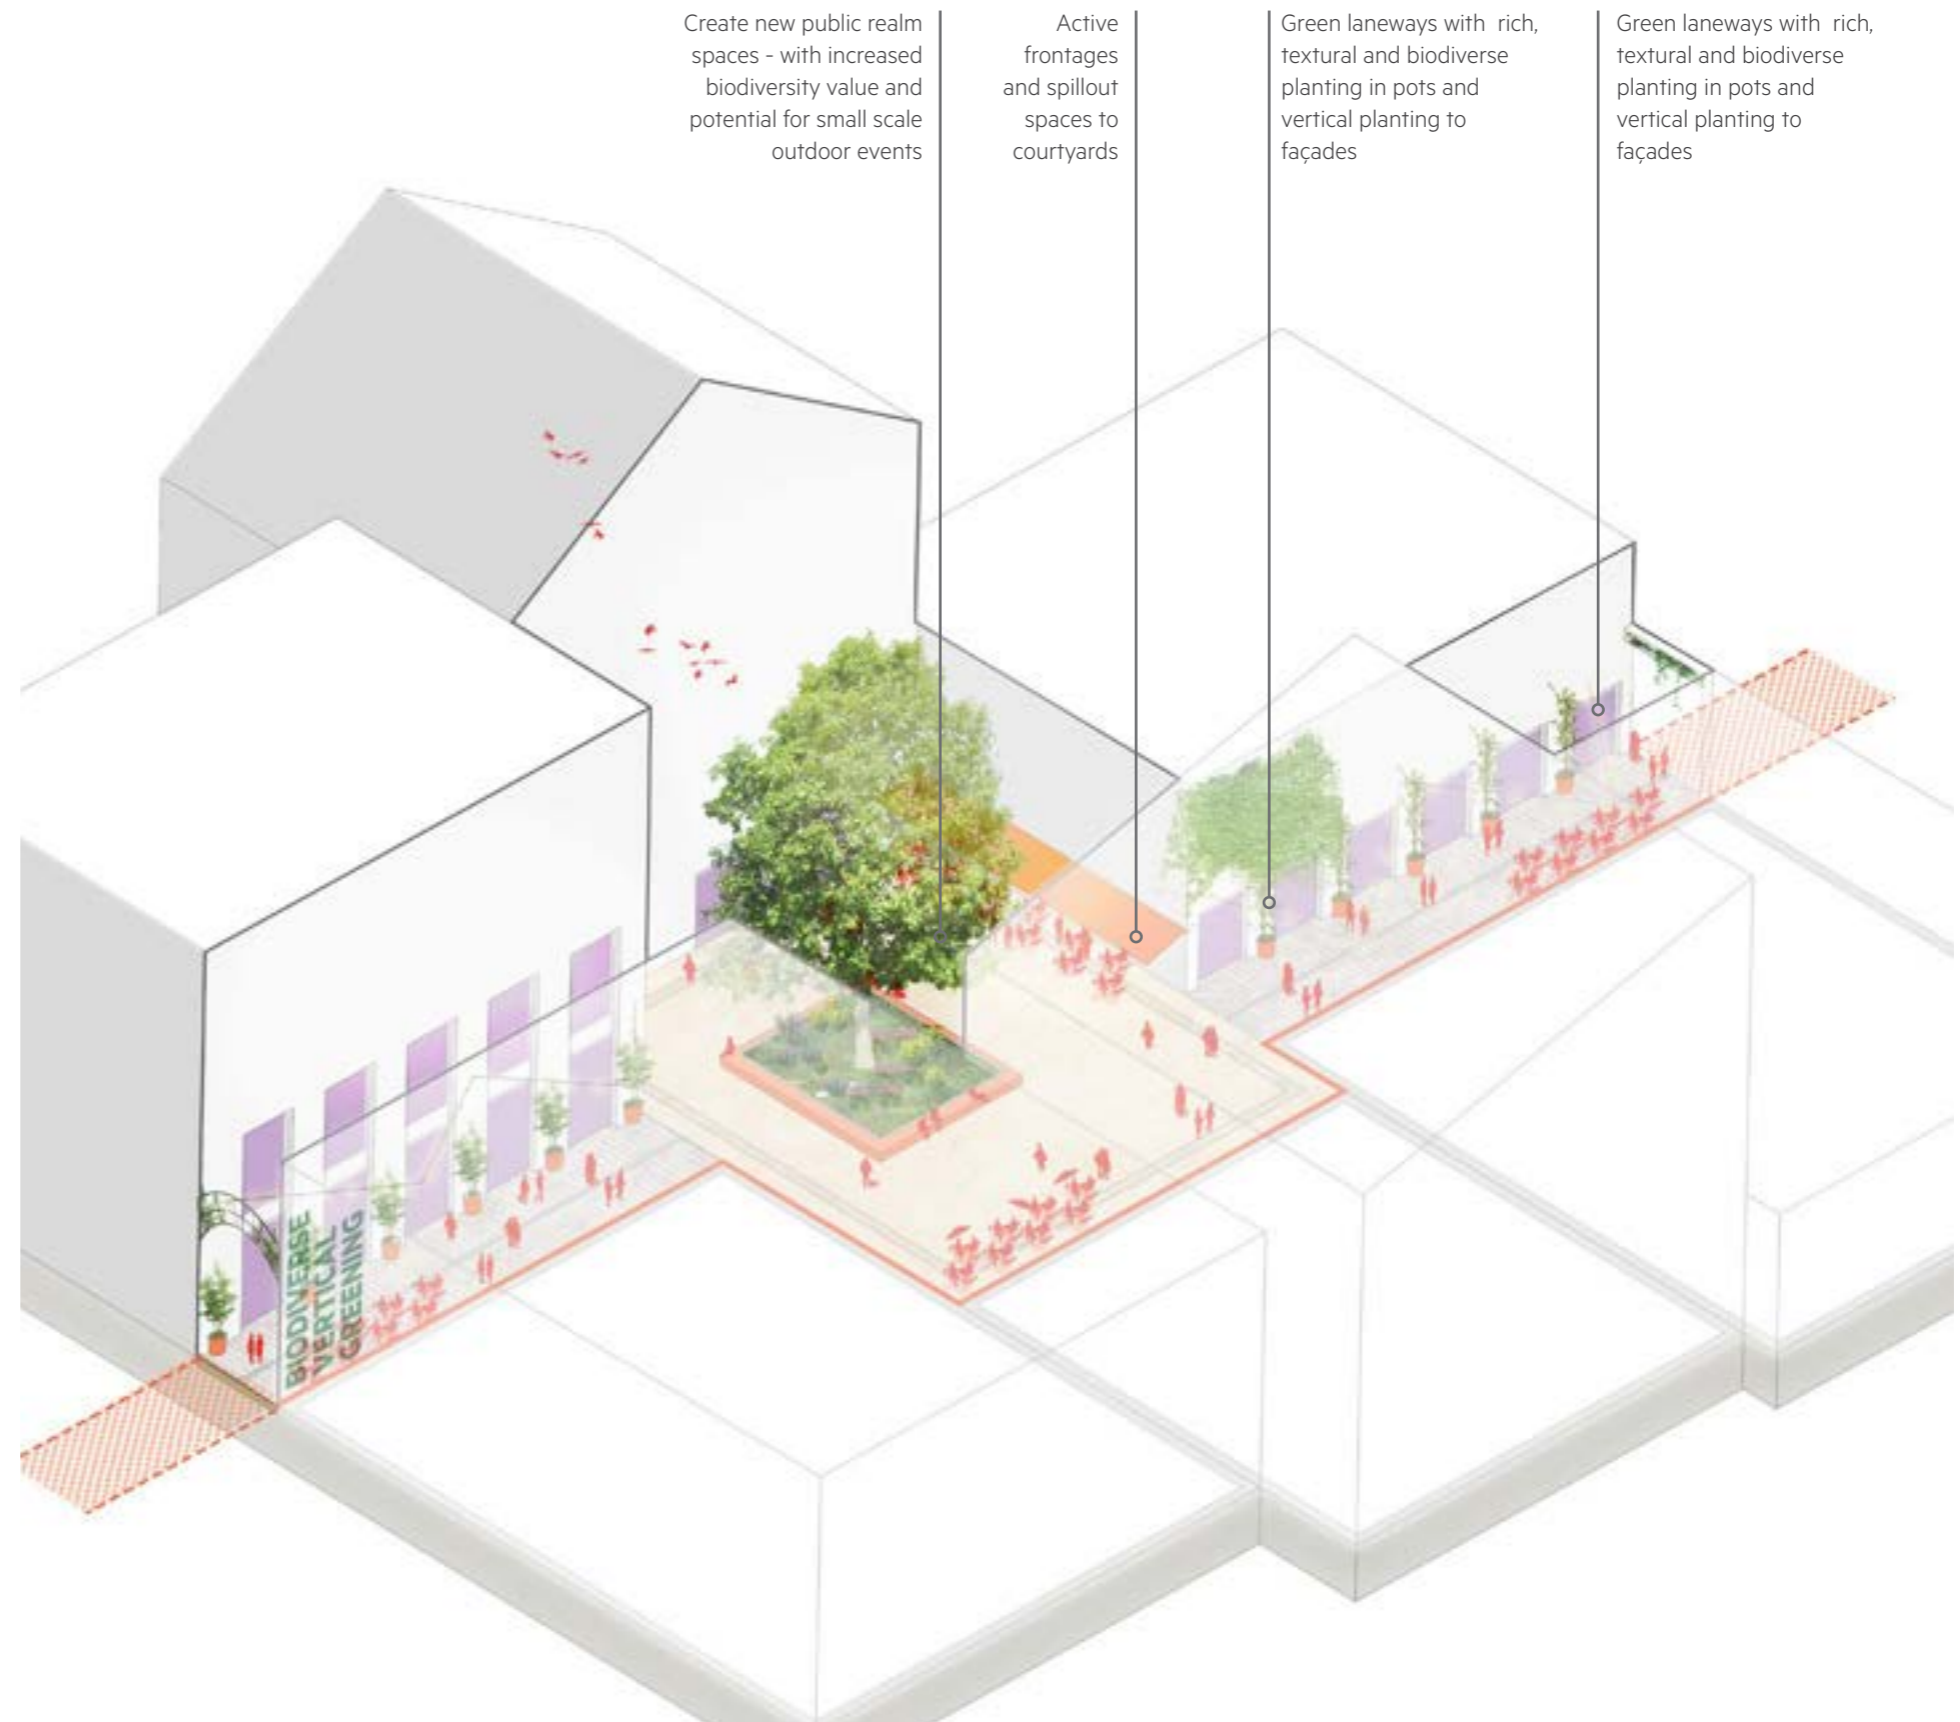 Create new public realm
spaces - with increased
biodiversity value and
potential for small scale
outdoor events
Active
frontages
and spillout
spaces to
courtyards
Green laneways with  rich,
textural and biodiverse
planting in pots and
vertical planting to
façades
Green laneways with  rich,
textural and biodiverse
planting in pots and
vertical planting to
façades
BIODIVERSE
VERTICAL
GREENING